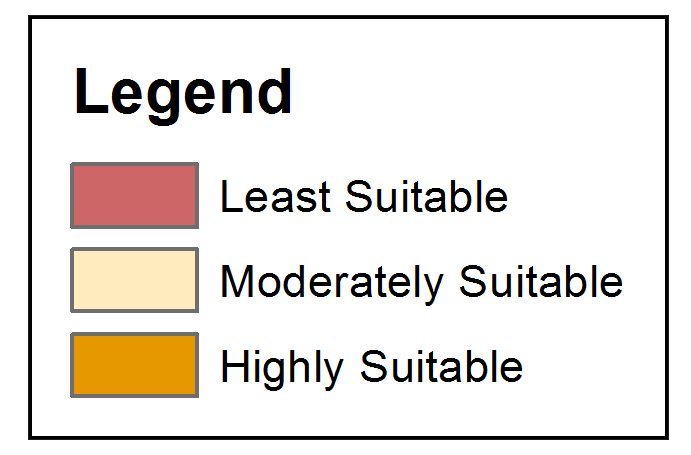 Legend
Least Suitable
Moderately Suitable
Highly Suitable